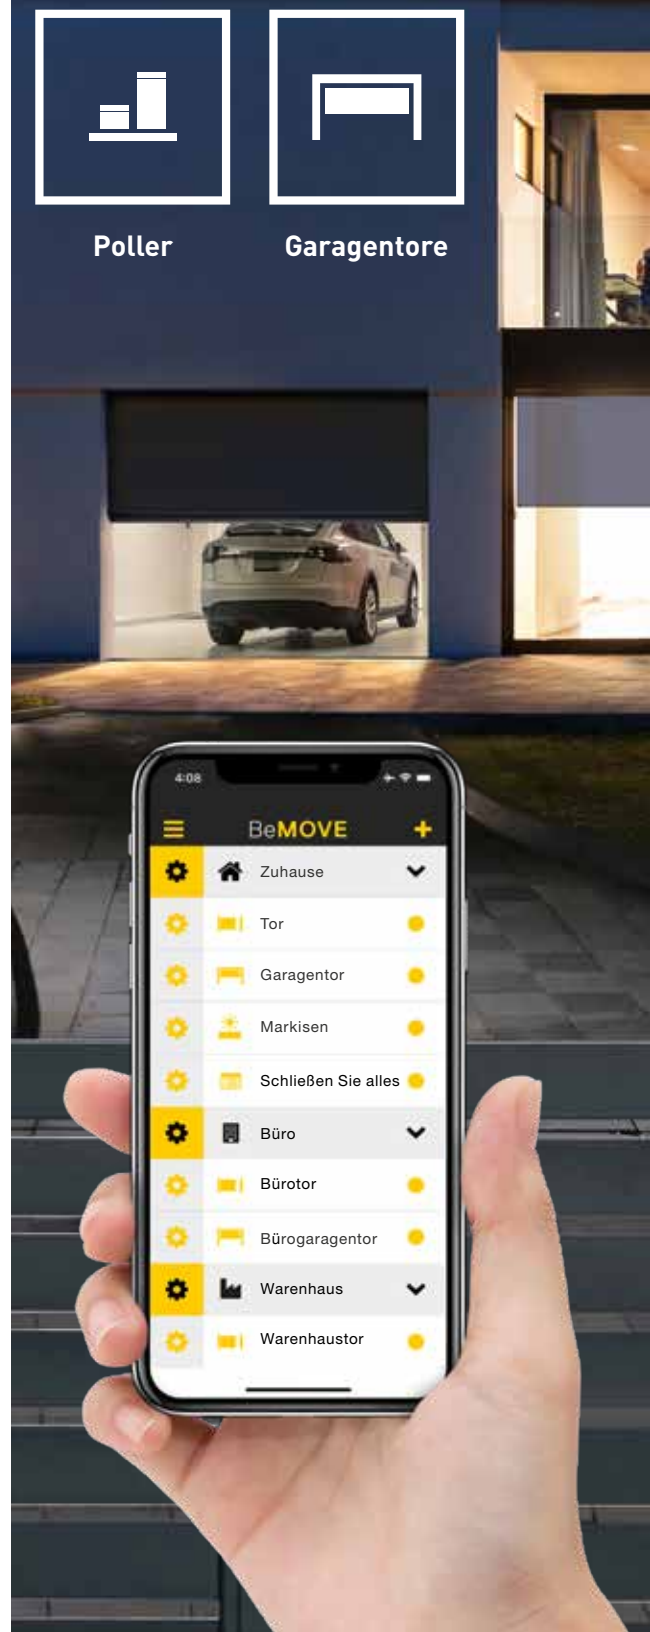 Poller
Garagentore
4:08
BeMOVE
Zuhause
Tor
Garagentor
Markisen
Schließen Sie alles
Büro
Bürotor
Bürogaragentor
Warenhaus
Warenhaustor